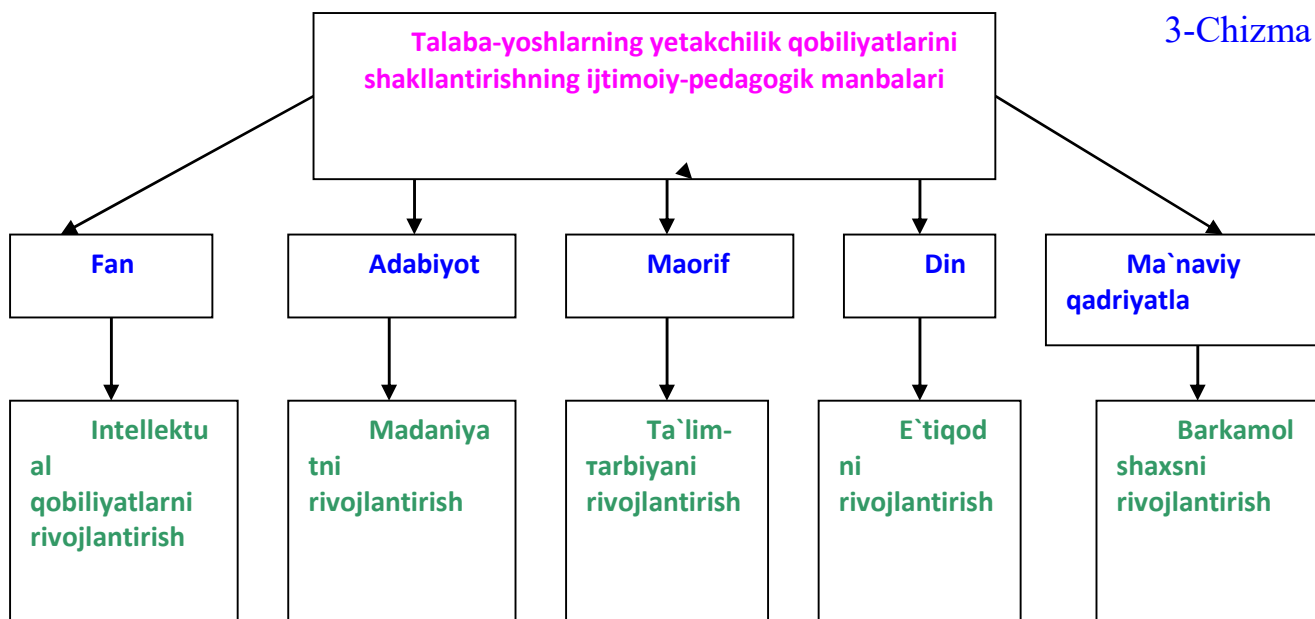 3-Chizma
Talaba-yoshlarning yetakchilik qobiliyatlarini
shakllantirishning ijtimoiy-pedagogik manbalari
Fan
Adabiyot
Maorif
Din
Ma`naviy
qadriyatla
Intellektu
al
qobiliyatlarni
rivojlantirish
Madaniya
tni
rivojlantirish
Ta`lim-
тarbiyani
rivojlantirish
E`tiqod
ni
rivojlantirish
Barkamol
shaxsni
rivojlantirish